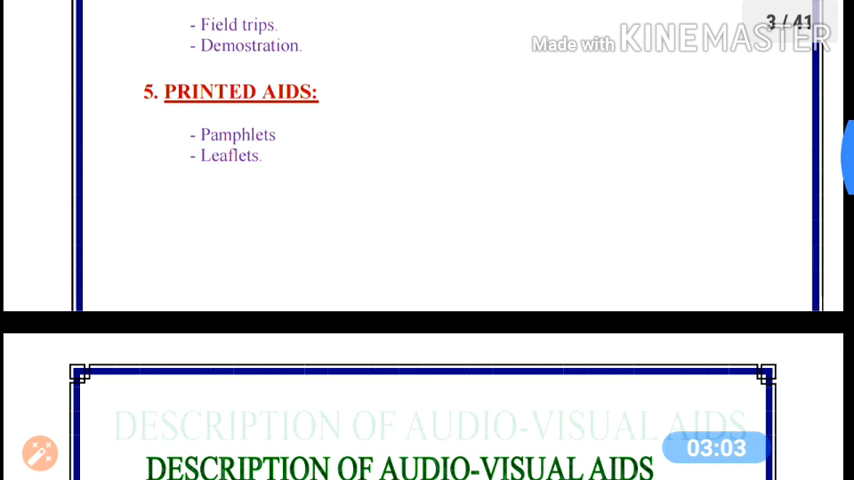 - Field trips.
- Demostration.
3 / 41
Made with KINEMASTER
5. PRINTED AIDS:
- Pamphlets
- Leaflets.
DESCRIPTION OF AUDIO-VISUAL AIDS
03:03
DESCRIPTION OF AUDIO-VISUAL AIDS